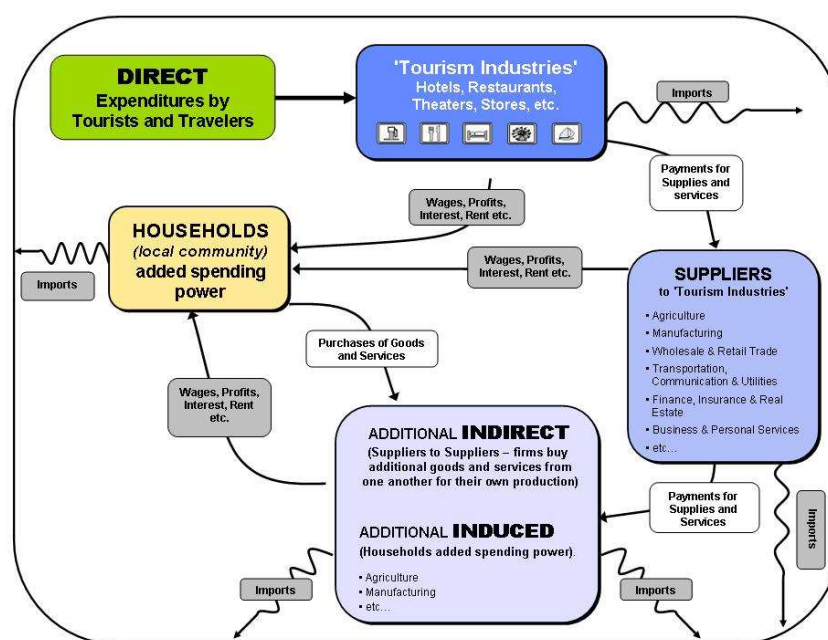 DIRECT
Expenditures by
Tourists and Travelers
'Tourism Industries'
Hotels, Restaurants,
Theaters, Stores, etc.
Imports
Payments for
Supplies and
services
Wages, Profits,
Interest, Rent etc.
HOUSEHOLDS
(local community)
added spending
power
Imports
Wages, Profits,
Interest, Rent etc.
SUPPLIERS
to 'Tourism Industries'
▪ Agriculture
▪ Manufacturing
▪ Wholesale & Retail Trade
▪ Transportation,
Communication & Utilities
▪ Finance, Insurance & Real
Estate
▪ Business & Personal Services
▪ etc...
Purchases of Goods
and Services
Wages, Profits,
Interest, Rent
etc.
ADDITIONAL INDIRECT
(Suppliers to Suppliers – firms buy
additional goods and services from
one another for their own production)
Payments for
Supplies and
Services
Imports
ADDITIONAL INDUCED
(Households added spending power).
▪ Agriculture
▪ Manufacturing
▪ etc...
Imports
Imports